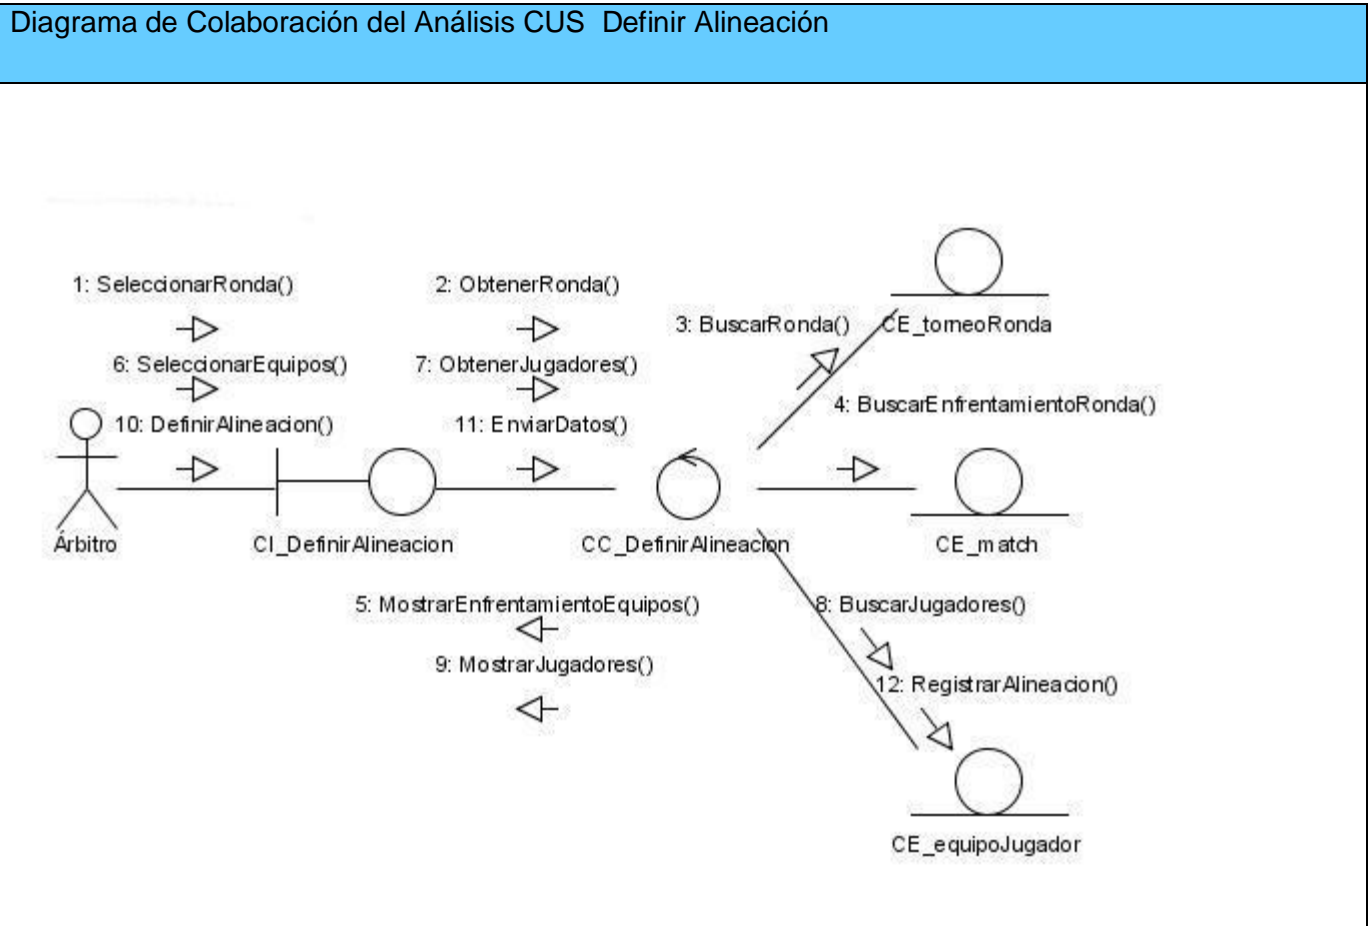 Diagrama de Colaboración del Análisis CUS  Definir Alineación
1: SeleccionarRonda()
2: ObtenerRonda()
3: BuscarRonda()
CE_torneoRonda
6: SeleccionarEquipos()
7: ObtenerJugadores()
4: BuscarEnfrentamientoRonda()
10: DefinirAlineacion()
11: EnviarDatos()
Árbitro
CI_DefinirAlineacion
CC_DefinirAlineacion
CE_match
5: MostrarEnfrentamientoEquipos()
8: BuscarJugadores()
9: MostrarJugadores()
12: RegistrarAlineacion()
CE_equipoJugador